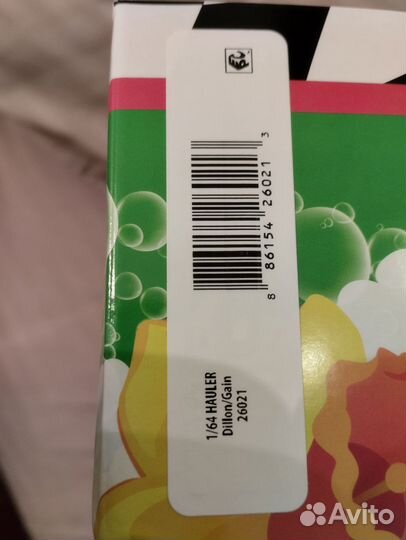 8 86154 26021 3
1/64 HAULER
Dillon/Gain
26021
Avito